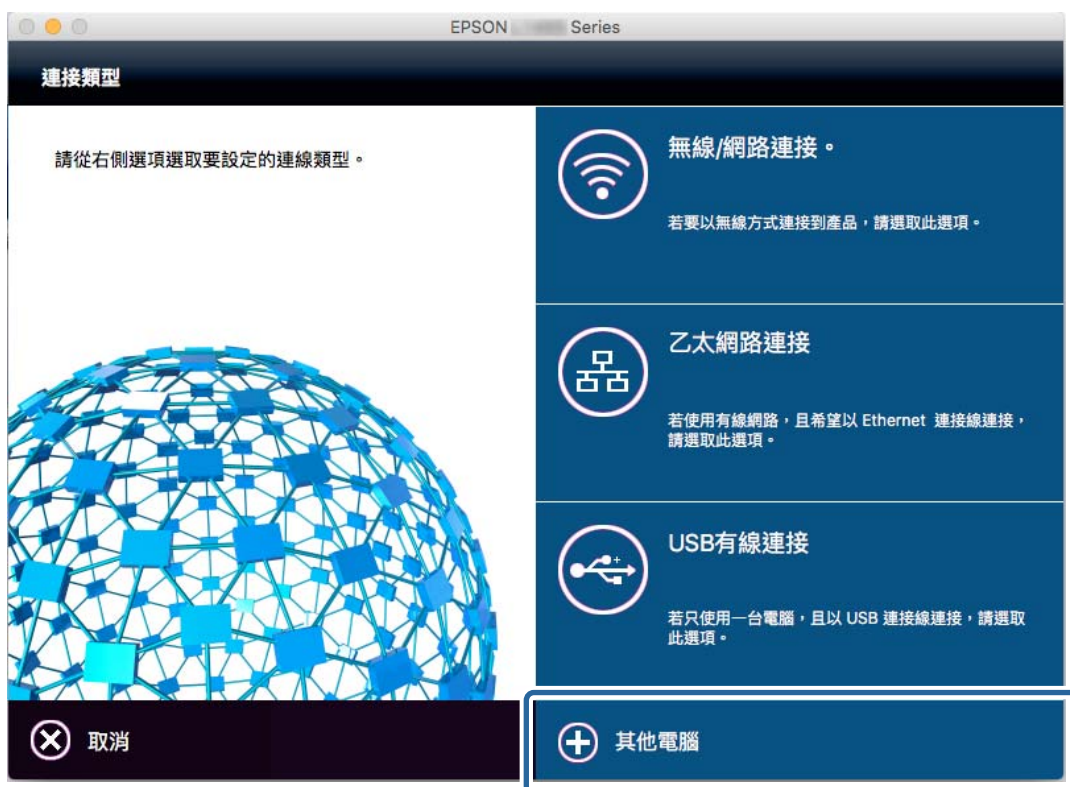 EPSON Series
連接類型
請從右側選項選取要設定的連線類型。
無線/網路連接。
若要以無線方式連接到產品，請選取此選項。
乙太網路連接
若使用有線網路，且希望以 Ethernet 連接線連接，
請選取此選項。
USB有線連接
若只使用一台電腦，且以 USB 連接線連接，請選取
此選項。
取消
其他電腦